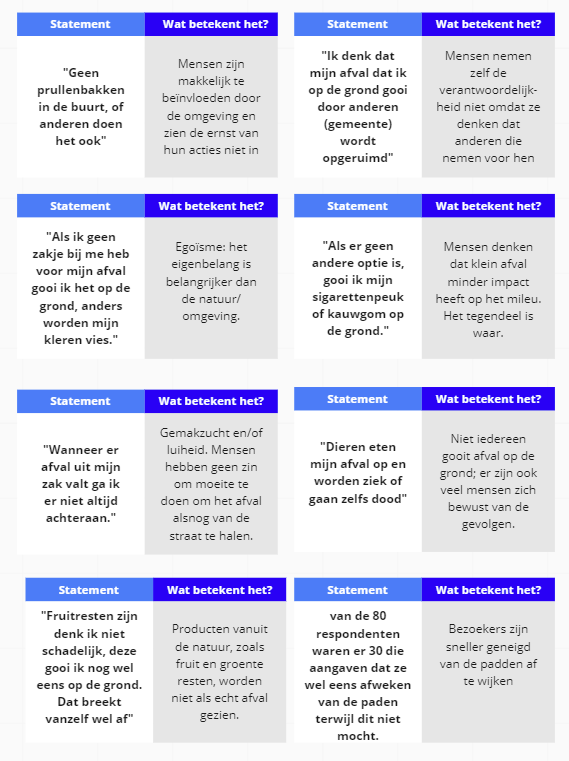 Statement
Wat betekent het?
"Geen
prullenbakken
in de buurt, of
anderen doen
het ook"
Mensen zijn
makkelijk te
beïnvloeden door
de omgeving en
zien de ernst van
hun acties niet in
Statement
Wat betekent het?
"Ik denk dat
mijn afval dat ik
op de grond gooi
door anderen
(gemeente)
wordt
opgeruimd"
Mensen nemen
zelf de
verantwoordelijk-
heid niet omdat ze
denken dat
anderen die
nemen voor hen
Statement
Wat betekent het?
"Als ik geen
zakje bij me heb
voor mijn afval
gooi ik het op de
grond, anders
worden mijn
kleren vies."
Egoïsme: het
eigenbelang is
belangrijker dan
de natuur/
omgeving.
Statement
Wat betekent het?
"Als er geen
andere optie is,
gooi ik mijn
sigarettenpeuk
of kauwgom op
de grond."
Mensen denken
dat klein afval
minder impact
heeft op het mileu.
Het tegendeel is
waar.
Statement
Wat betekent het?
"Wanneer er
afval uit mijn
zak valt ga ik
er niet altijd
achteraan."
Gemakzucht en/of
luiheid. Mensen
hebben geen zin
om moeite te
doen om het afval
alsnog van de
straat te halen.
Statement
Wat betekent het?
"Dieren eten
mijn afval op en
worden ziek of
gaan zelfs dood"
Niet iedereen
gooit afval op de
grond; er zijn ook
veel mensen zich
bewust van de
gevolgen.
Statement
Wat betekent het?
"Fruitresten zijn
denk ik niet
schadelijk, deze
gooi ik nog wel
eens op de grond.
Dat breekt
vanzelf wel af"
Producten vanuit
de natuur, zoals
fruit en groente
resten, worden
niet als echt afval
gezien.
Statement
Wat betekent het?
van de 80
respondenten
waren er 30 die
aangaven dat ze
wel eens afweken
van de paden
terwijl dit niet
mocht.
Bezoekers zijn
sneller geneigd
van de padden af
te wijken